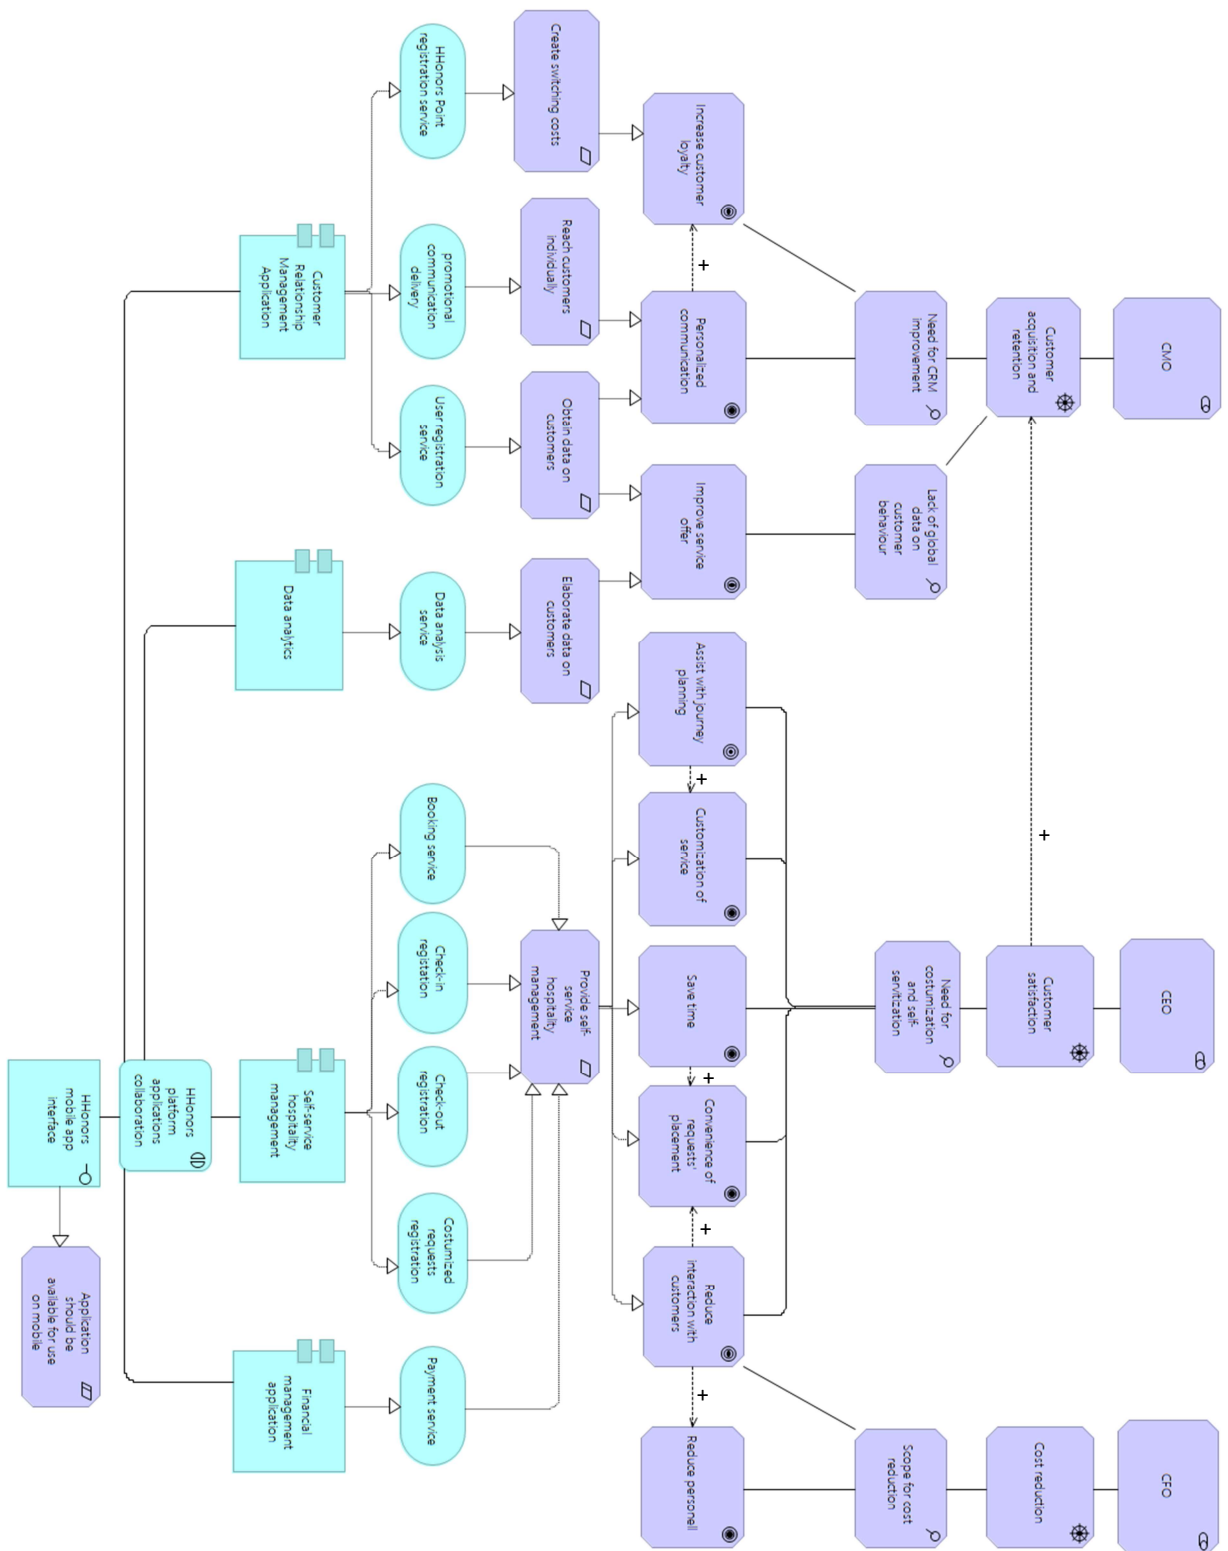 CMO
CEO
CFO
Customer
acquisition and
retention
Customer
satisfaction
Cost reduction
Need for CRM
improvement
Lack of global
data on
customer
behaviour
Need for
costumization
and self-
servitization
Scope for cost
reduction
+
Increase customer
loyalty
+
Personalized
communication
Improve service
offer
Assist with journey
planning
+
Customization of
service
Save time
+
Convenience of
requests'
placement
+
Reduce
interaction with
customers
+
Reduce personell
Create switching costs
Reach customers
individually
Obtain data on
customers
Elaborate data on
customers
Provide self-
service
hospitality
management
HHonors Point
registration service
promotional
communication
delivery
User registration
service
Data analysis
service
Booking service
Check-in
registation
Check-out
registration
Costumized
requests
registration
Payment service
Customer
Relationship
Management
Application
Data analytics
Self-service
hospitality
management
Financial
management
application
HHonors
platform
applications
collaboration
HHonors
mobile app
interface
Application
should be
available for use
on mobile